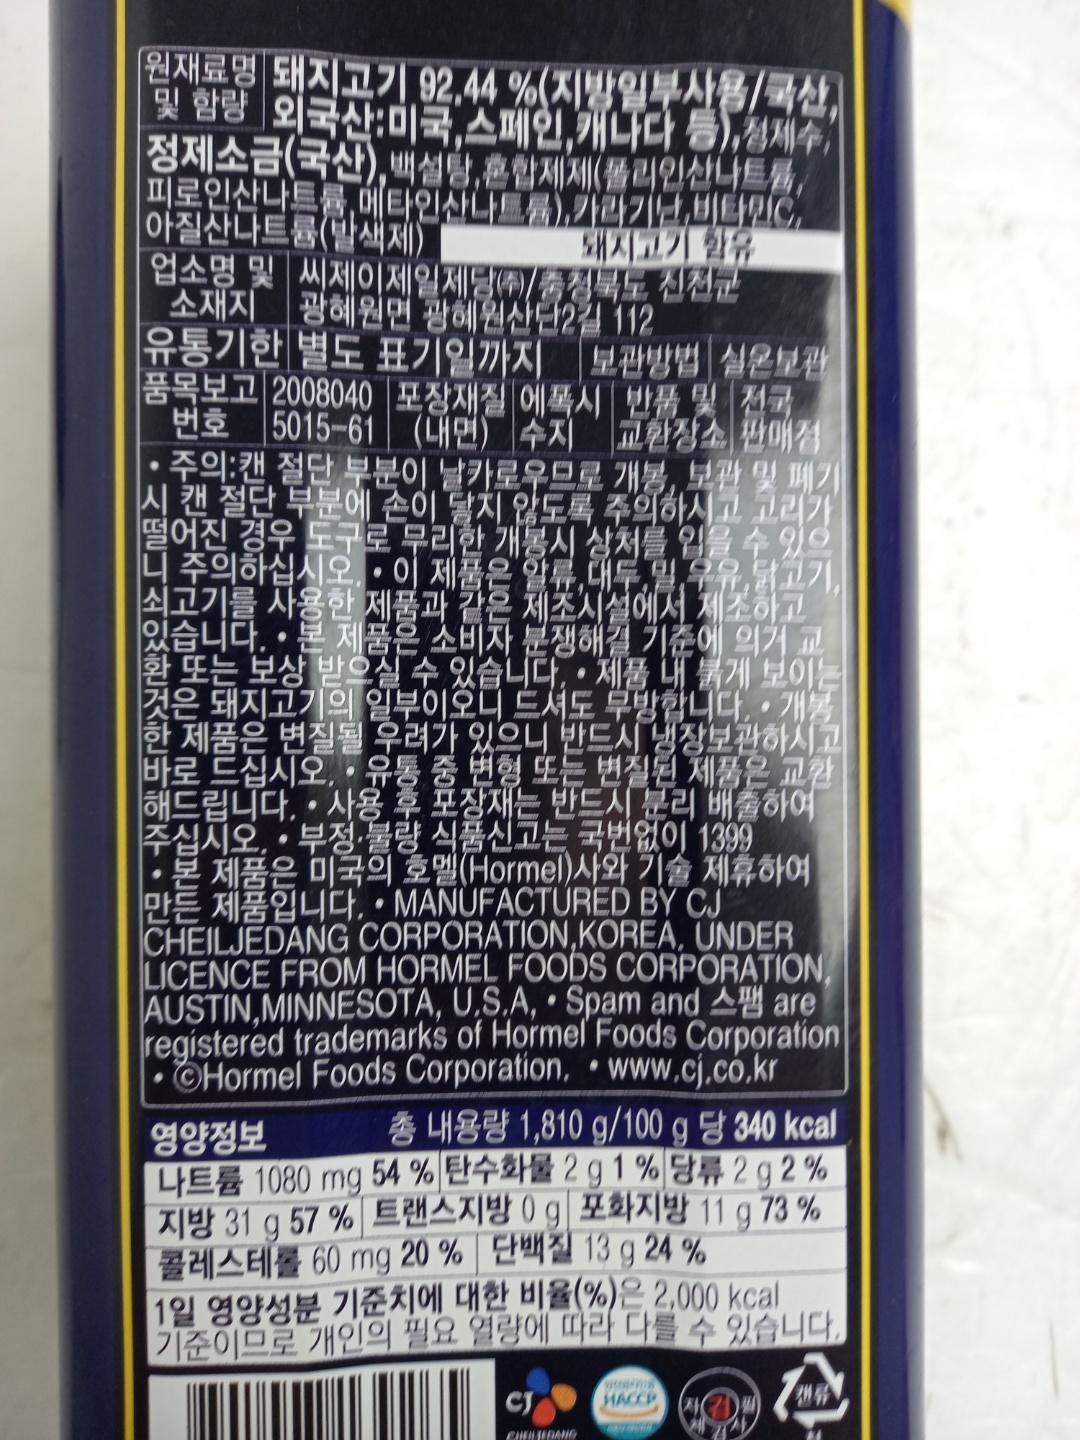 원재료명 돼지고기 92.44 %(지방일부사용/국산,
및 함량 외국산:미국,스페인,캐나다 등),정제수,
정제소금(국산),백설탕,혼합제제(폴리인산나트륨,
피로인산나트륨,메타인산나트륨),카라기난,비타민C,
아질산나트륨(발색제) 돼지고기 함유
업소명 및 씨제이제일제당㈜/충청북도 진천군
소재지 광혜원면 광혜원산단2길 112
유통기한 별도 표기일까지 보관방법 실온보관
품목보고 2008040 포장재질 에폭시 반품 및 전국
번호 5015-61 (내면) 수지 교환장소 판매점
• 주의:캔 절단 부분이 날카로우므로 개봉, 보관 및 폐기
시 캔 절단 부분에 손이 닿지 않도록 주의하시고 고리가
떨어진 경우 도구로 무리한 개봉시 상처를 입을 수 있으
니 주의하십시오. • 이 제품은 알류,대두,밀,우유,닭고기,
쇠고기를 사용한 제품과 같은 제조시설에서 제조하고
있습니다. • 본 제품은 소비자 분쟁해결 기준에 의거 교
환 또는 보상 받으실 수 있습니다. • 제품 내 붉게 보이는
것은 돼지고기의 일부이오니 드셔도 무방합니다. • 개봉
한 제품은 변질될 우려가 있으니 반드시 냉장보관하시고
바로 드십시오. • 유통 중 변형 또는 변질된 제품은 교환
해드립니다. • 사용 후 포장재는 반드시 분리 배출하여
주십시오. • 부정·불량 식품신고는 국번없이 1399
• 본 제품은 미국의 호멜(Hormel)사와 기술 제휴하여
만든 제품입니다. • MANUFACTURED BY CJ
CHEILJEDANG CORPORATION,KOREA, UNDER
LICENCE FROM HORMEL FOODS CORPORATION,
AUSTIN,MINNESOTA, U.S.A. • Spam and 스팸 are
registered trademarks of Hormel Foods Corporation
• ©Hormel Foods Corporation. • www.cj.co.kr
영양정보 총 내용량 1,810 g/100 g 당 340 kcal
나트륨 1080 mg 54 % 탄수화물 2 g 1 % 당류 2 g 2 %
지방 31 g 57 % 트랜스지방 0 g 포화지방 11 g 73 %
콜레스테롤 60 mg 20 % 단백질 13 g 24 %
1일 영양성분 기준치에 대한 비율(%)은 2,000 kcal
기준이므로 개인의 필요 열량에 따라 다를 수 있습니다.
CJ HACCP 자 검 필 캔류
CHEILJEDANG